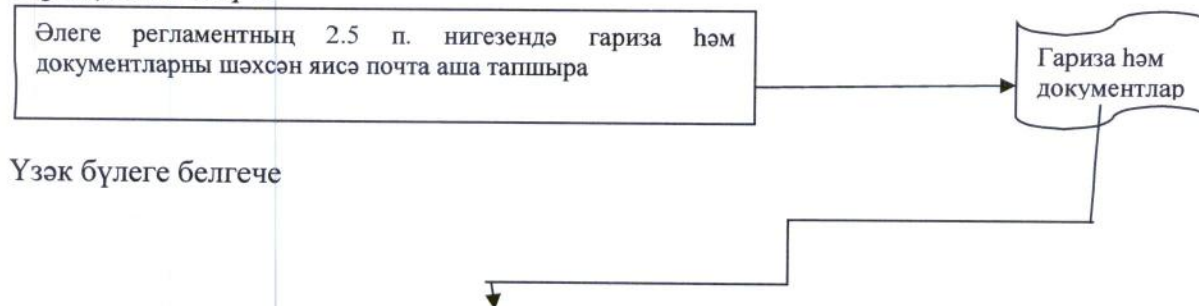 Әлеге регламентның 2.5 п. нигезендә гариза һәм
документларны шәхсән яисә почта аша тапшыра
Гариза һәм
документлар
Үзәк бүлеге белгече